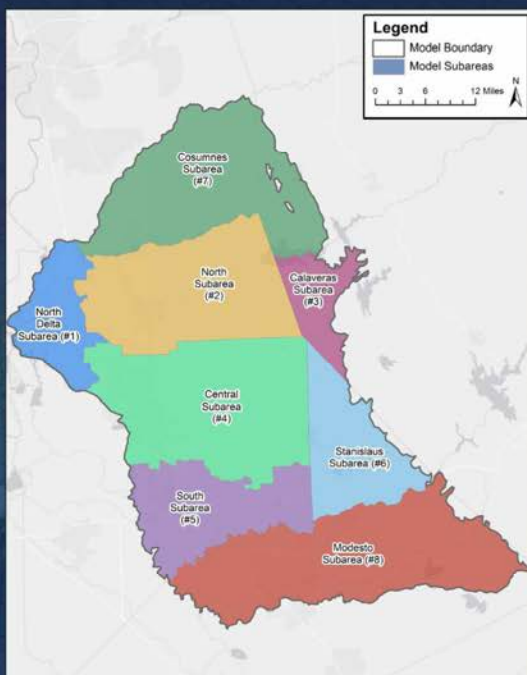 Legend
Model Boundary
Model Subareas
0 3 6 12 Miles
N
Cosumnes
Subarea
(#7)
North
Subarea
(#2)
Calaveras
Subarea
(#3)
North
Delta
Subarea (#1)
Central
Subarea
(#4)
Stanislaus
Subarea (#6)
South
Subarea
(#5)
Modesto
Subarea (#8)